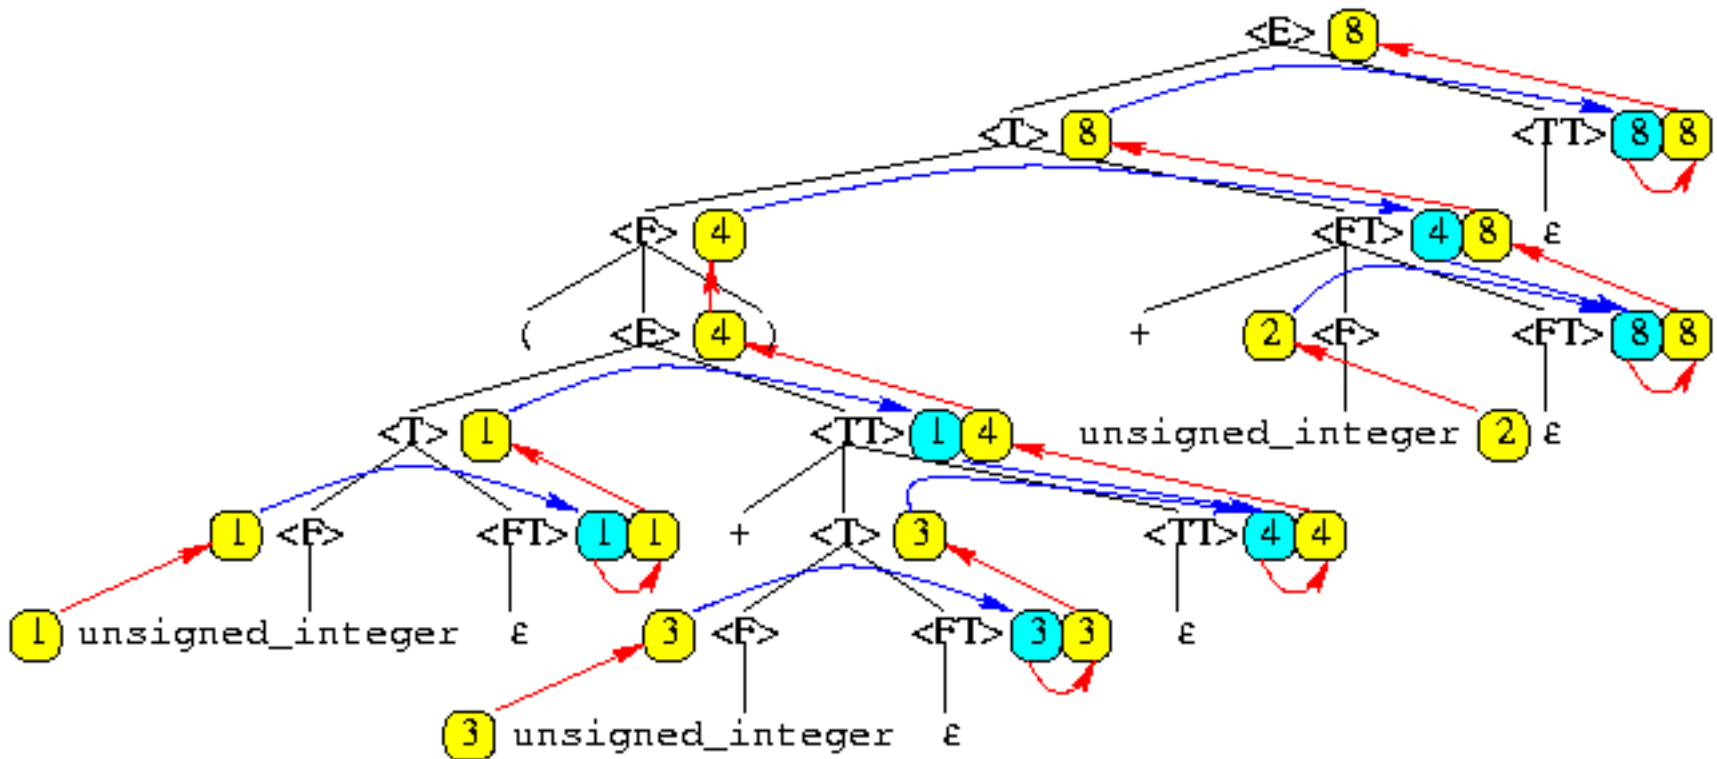 <E> 8
<T> 8 <TT> 8 8
<F> 4 <FT> 4 8 ε
( <E> 4 ) + 2 <F> <FT> 8 8
<T> 1 <TT> 1 4 unsigned_integer 2 ε
1 <F> <FT> 1 1 + <T> 3 <TT> 4 4
1 unsigned_integer ε 3 <F> <FT> 3 3 ε
3 unsigned_integer ε